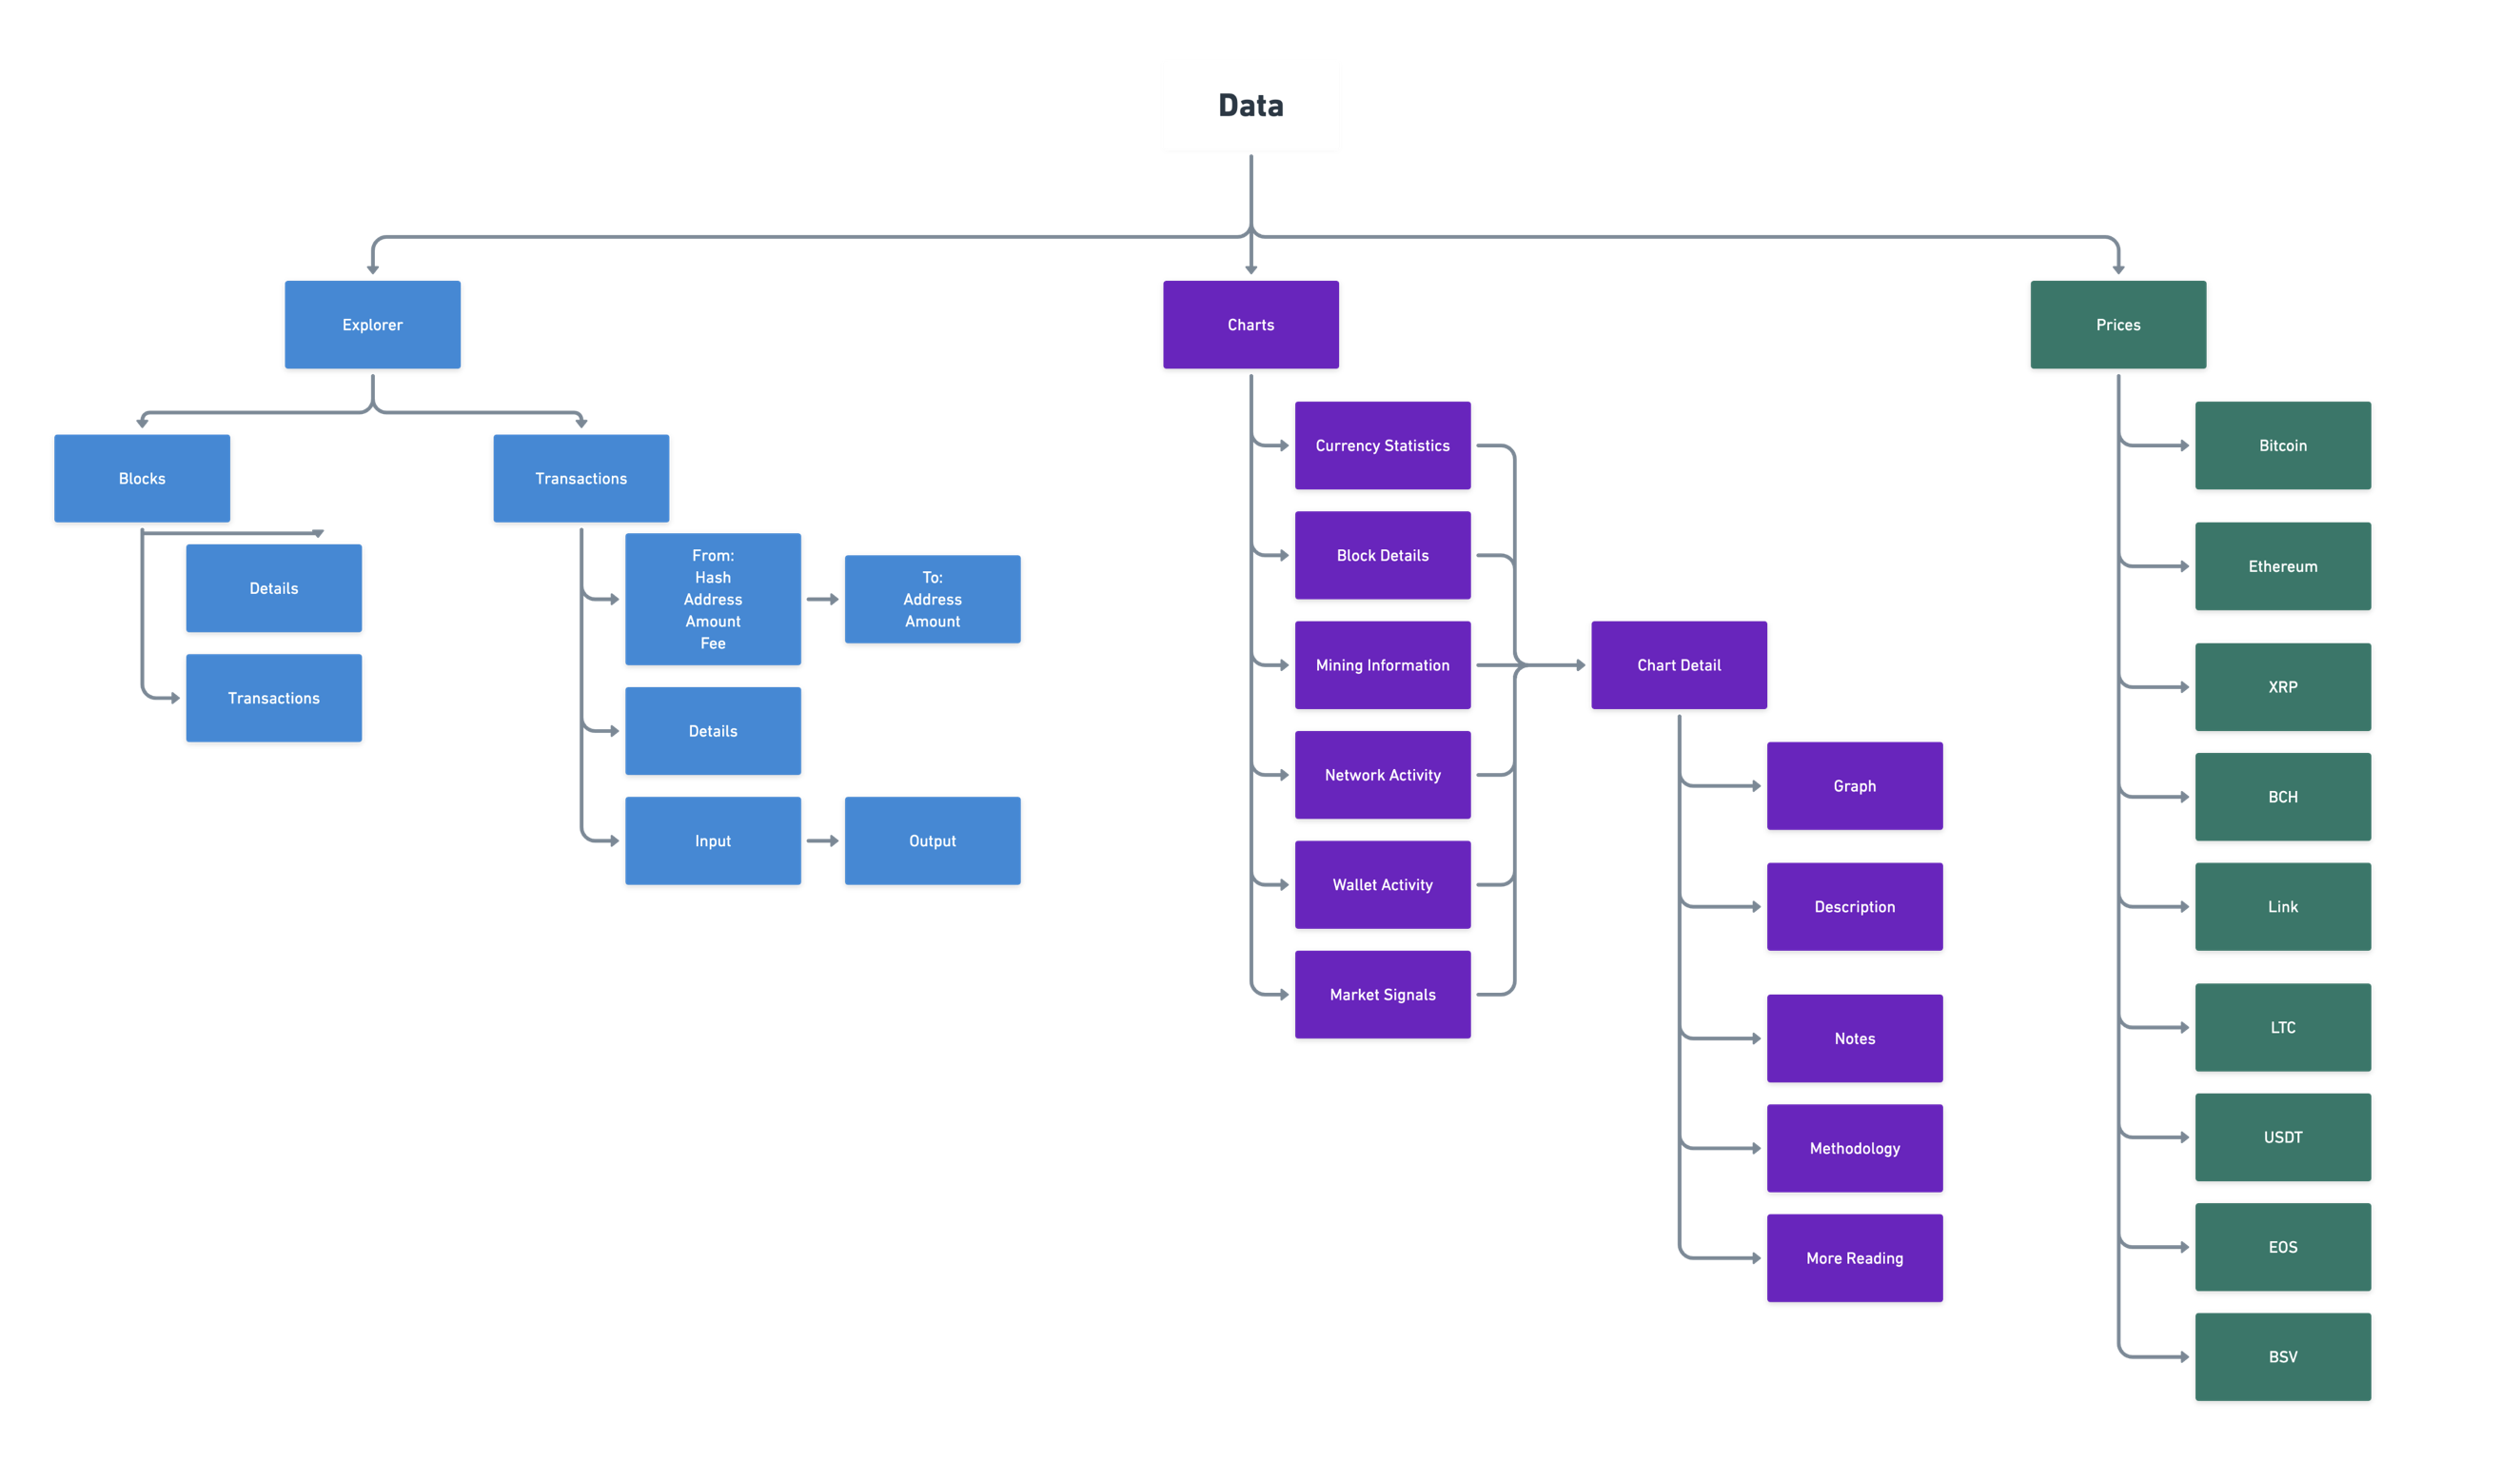 Data
Explorer
Charts
Prices
Blocks
Transactions
Details
Transactions
From:
Hash
Address
Amount
Fee
To:
Address
Amount
Details
Input
Output
Currency Statistics
Block Details
Mining Information
Network Activity
Wallet Activity
Market Signals
Chart Detail
Graph
Description
Notes
Methodology
More Reading
Bitcoin
Ethereum
XRP
BCH
Link
LTC
USDT
EOS
BSV